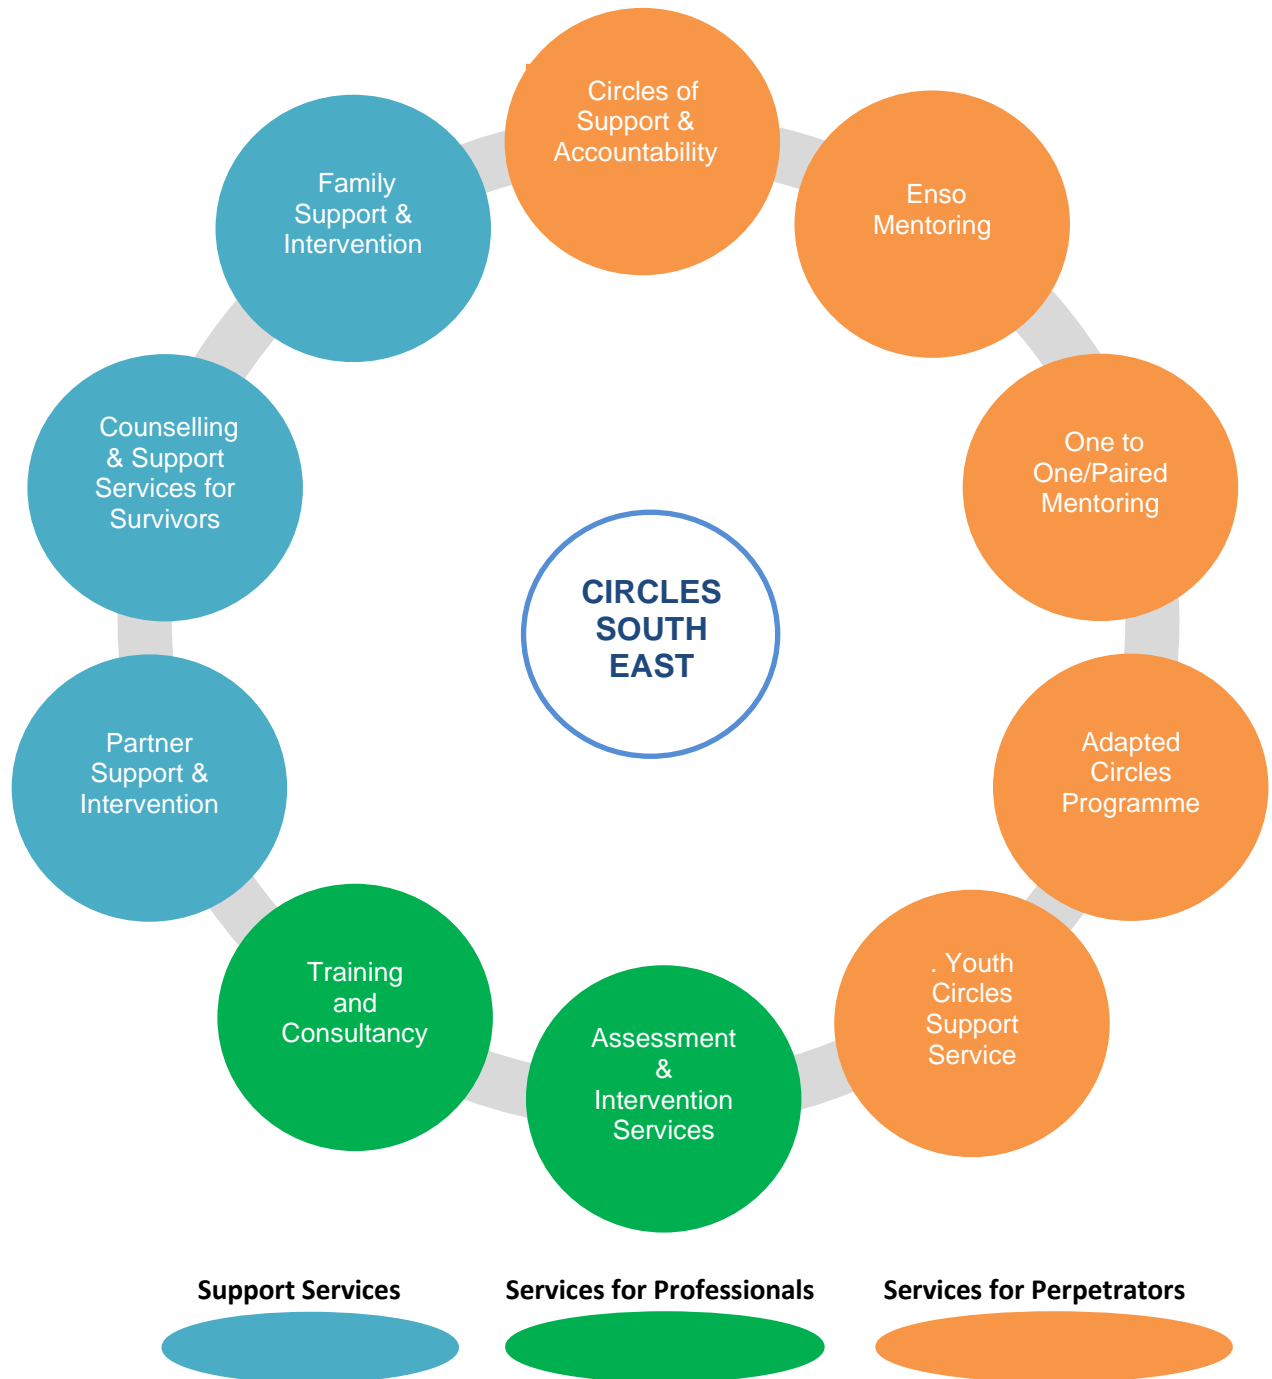 Circles of
Support &
Accountability
Enso
Mentoring
One to
One/Paired
Mentoring
Adapted
Circles
Programme
. Youth
Circles
Support
Service
Assessment
&
Intervention
Services
Training
and
Consultancy
Partner
Support &
Intervention
Counselling
& Support
Services for
Survivors
Family
Support &
Intervention
CIRCLES
SOUTH
EAST
Support Services
Services for Professionals
Services for Perpetrators